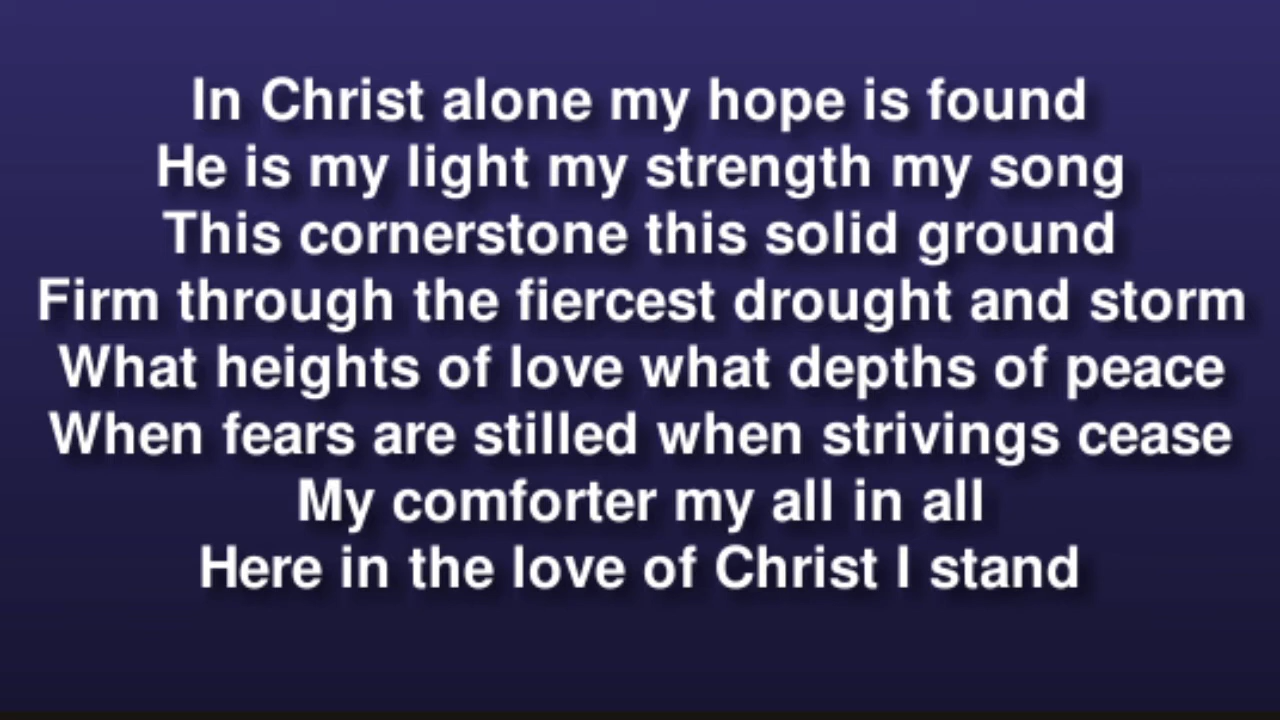 In Christ alone my hope is found
He is my light my strength my song
This cornerstone this solid ground
Firm through the fiercest drought and storm
What heights of love what depths of peace
When fears are stilled when strivings cease
My comforter my all in all
Here in the love of Christ I stand